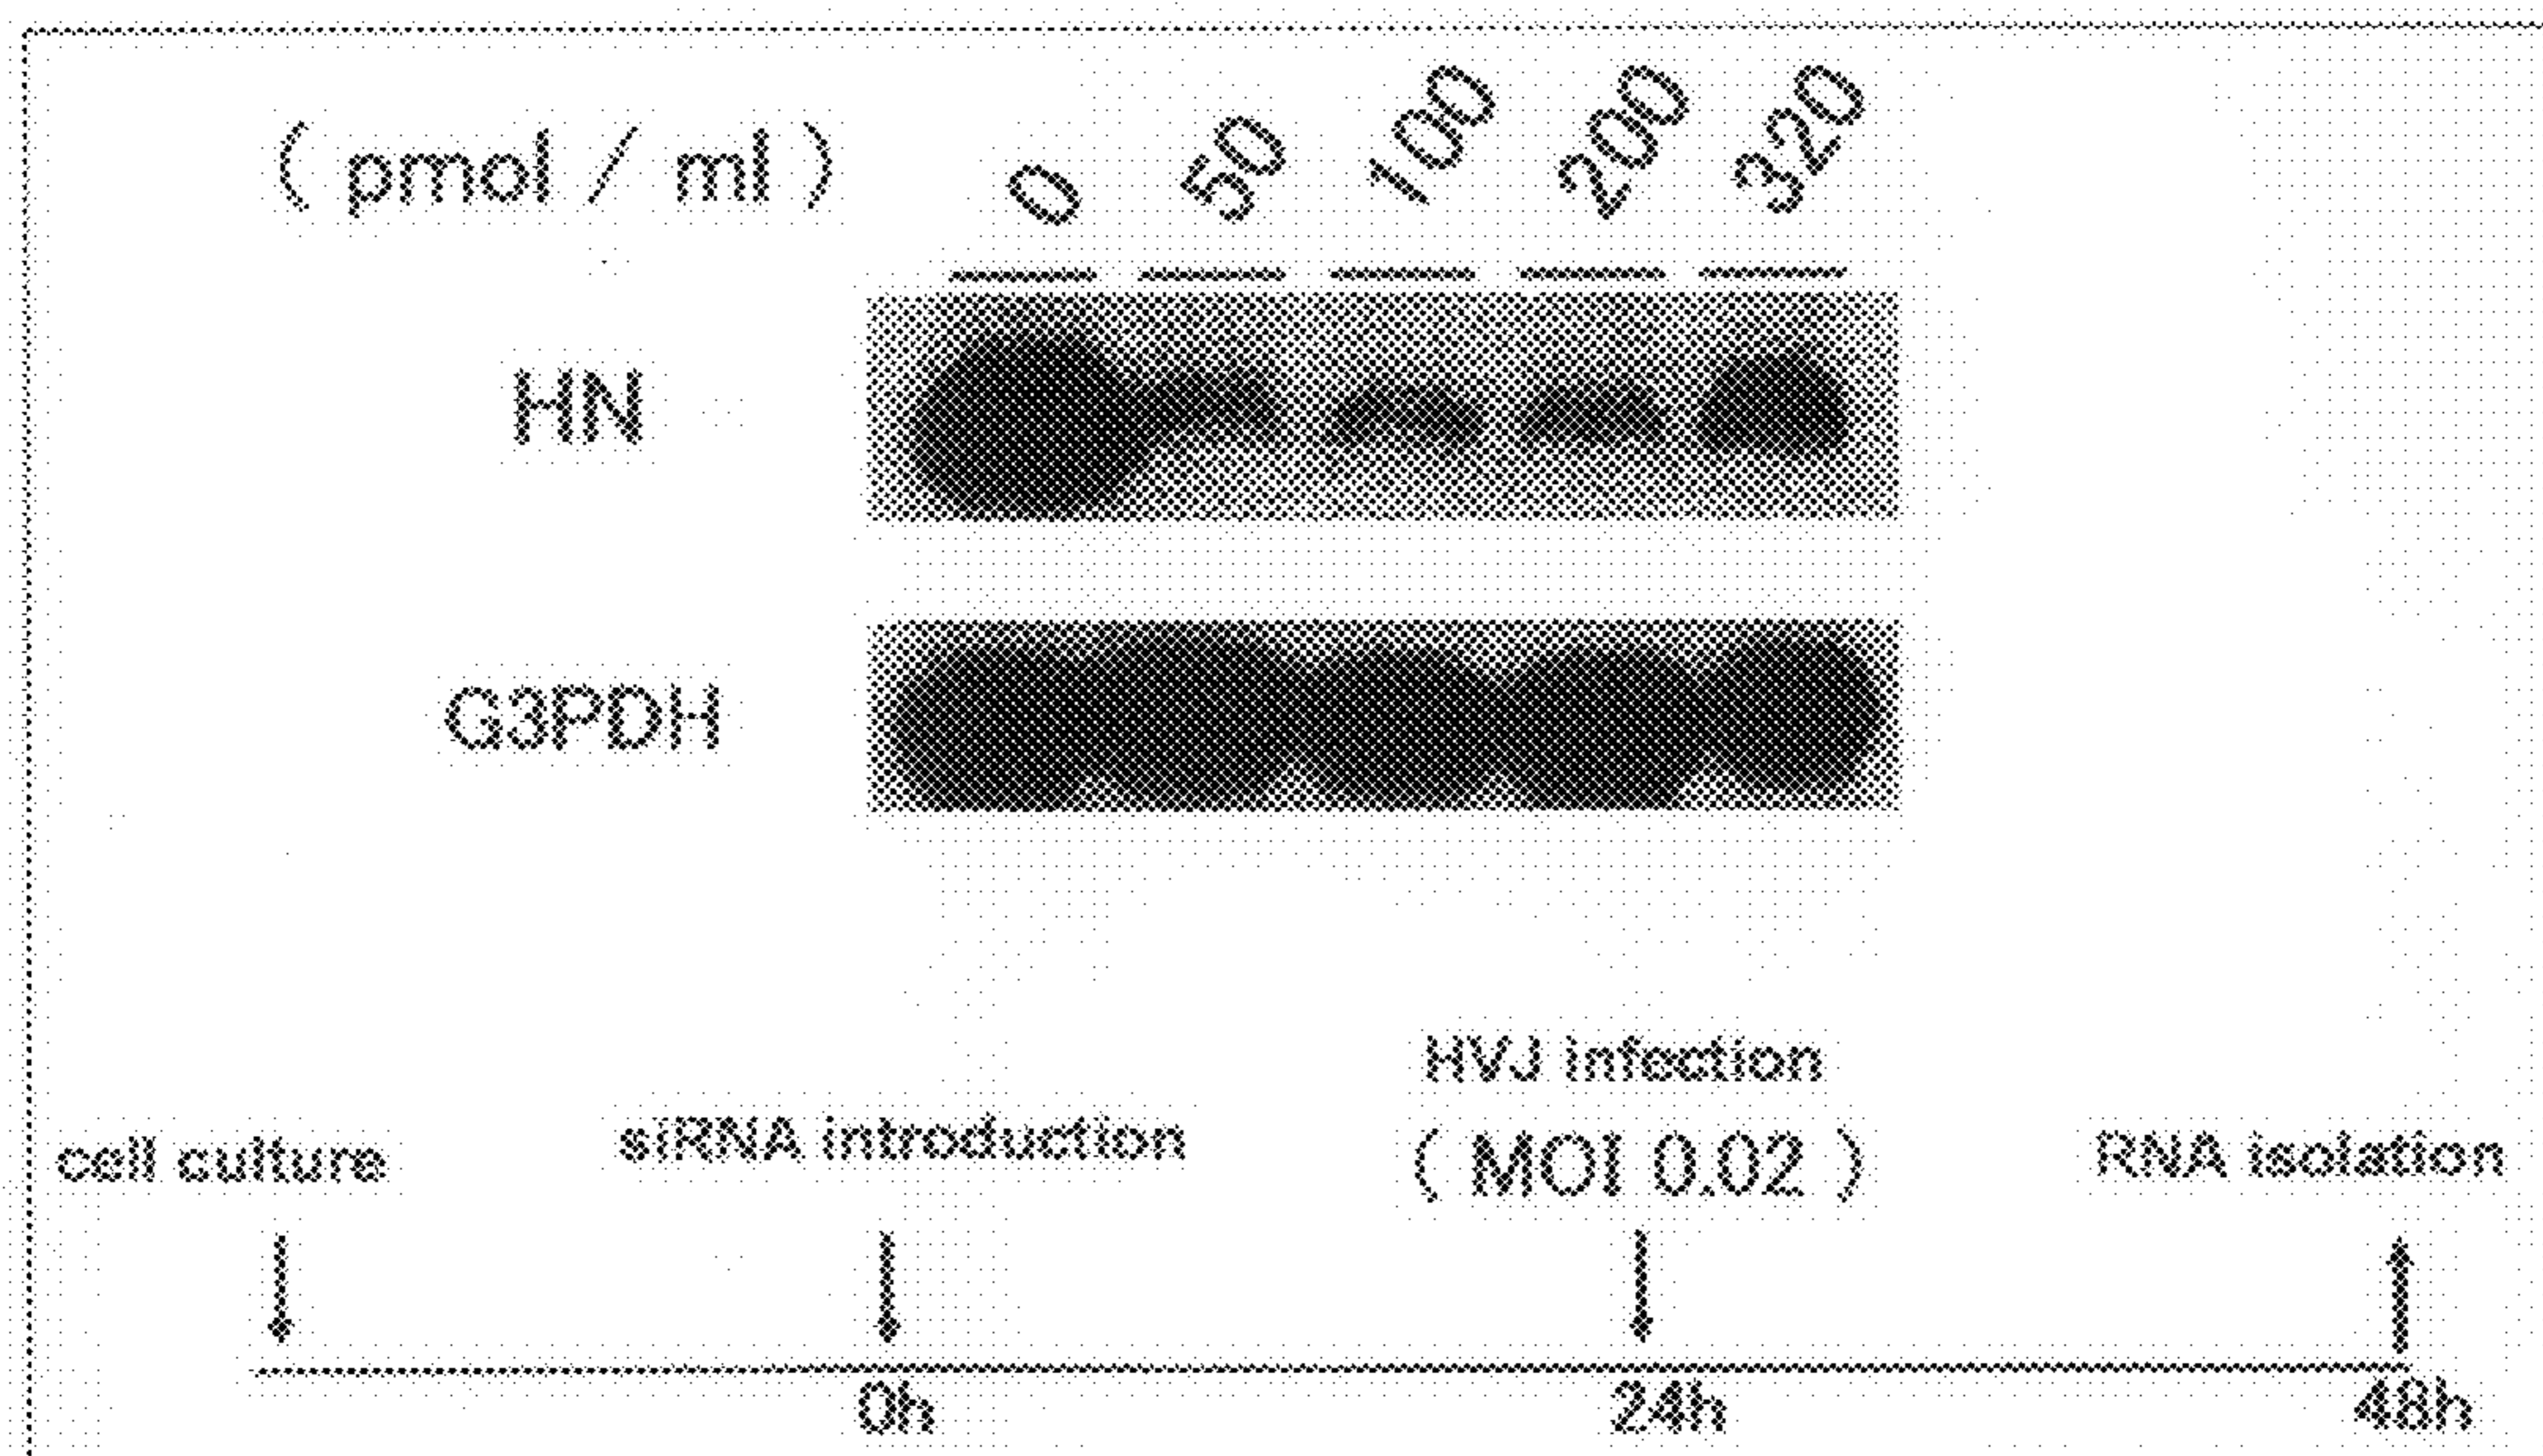 ( pmol / ml ) 0 50 100 200 320
HN
G3PDH
HVJ infection
cell culture siRNA introduction ( MOI 0.02 ) RNA isolation
0h 24h 48h